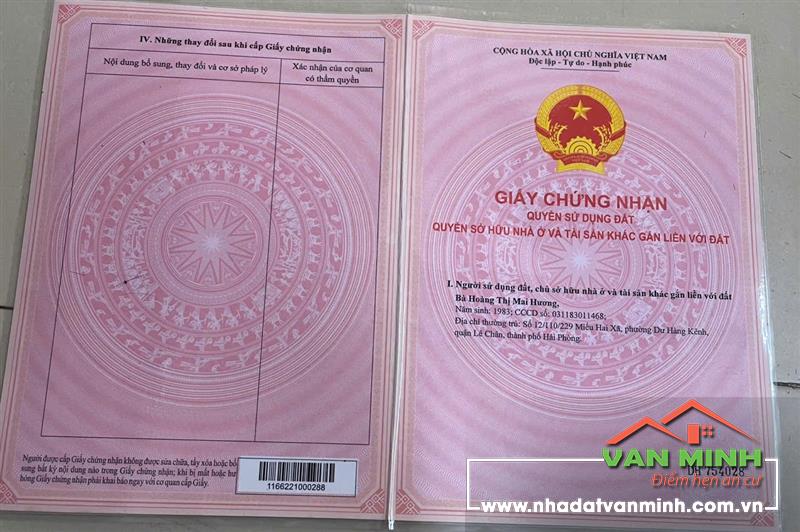 IV. Những thay đổi sau khi cấp Giấy chứng nhận
Nội dung bổ sung, thay đổi và cơ sở pháp lý
Xác nhận của cơ quan
có thẩm quyền
Người được cấp Giấy chứng nhận không được sửa chữa, tẩy xóa hoặc bổ
sung bất kỳ nội dung nào trong Giấy chứng nhận; khi bị mất hoặc hư
hỏng Giấy chứng nhận phải khai báo ngay với cơ quan cấp Giấy.
1166221000288
CỘNG HÒA XÃ HỘI CHỦ NGHĨA VIỆT NAM
Độc lập - Tự do - Hạnh phúc
GIẤY CHỨNG NHẬN
QUYỀN SỬ DỤNG ĐẤT
QUYỀN SỞ HỮU NHÀ Ở VÀ TÀI SẢN KHÁC GẮN LIỀN VỚI ĐẤT
I. Người sử dụng đất, chủ sở hữu nhà ở và tài sản khác gắn liền với đất
Bà Hoàng Thị Mai Hương,
Năm sinh: 1983; CCCD số: 031183011468;
Địa chỉ thường trú: Số 12/110/229 Miếu Hai Xã, phường Dư Hàng Kênh,
quận Lê Chân, thành phố Hải Phòng.
VAN MINH
DH 754028
Điểm hẹn an cư
www.nhadatvanminh.com.vn